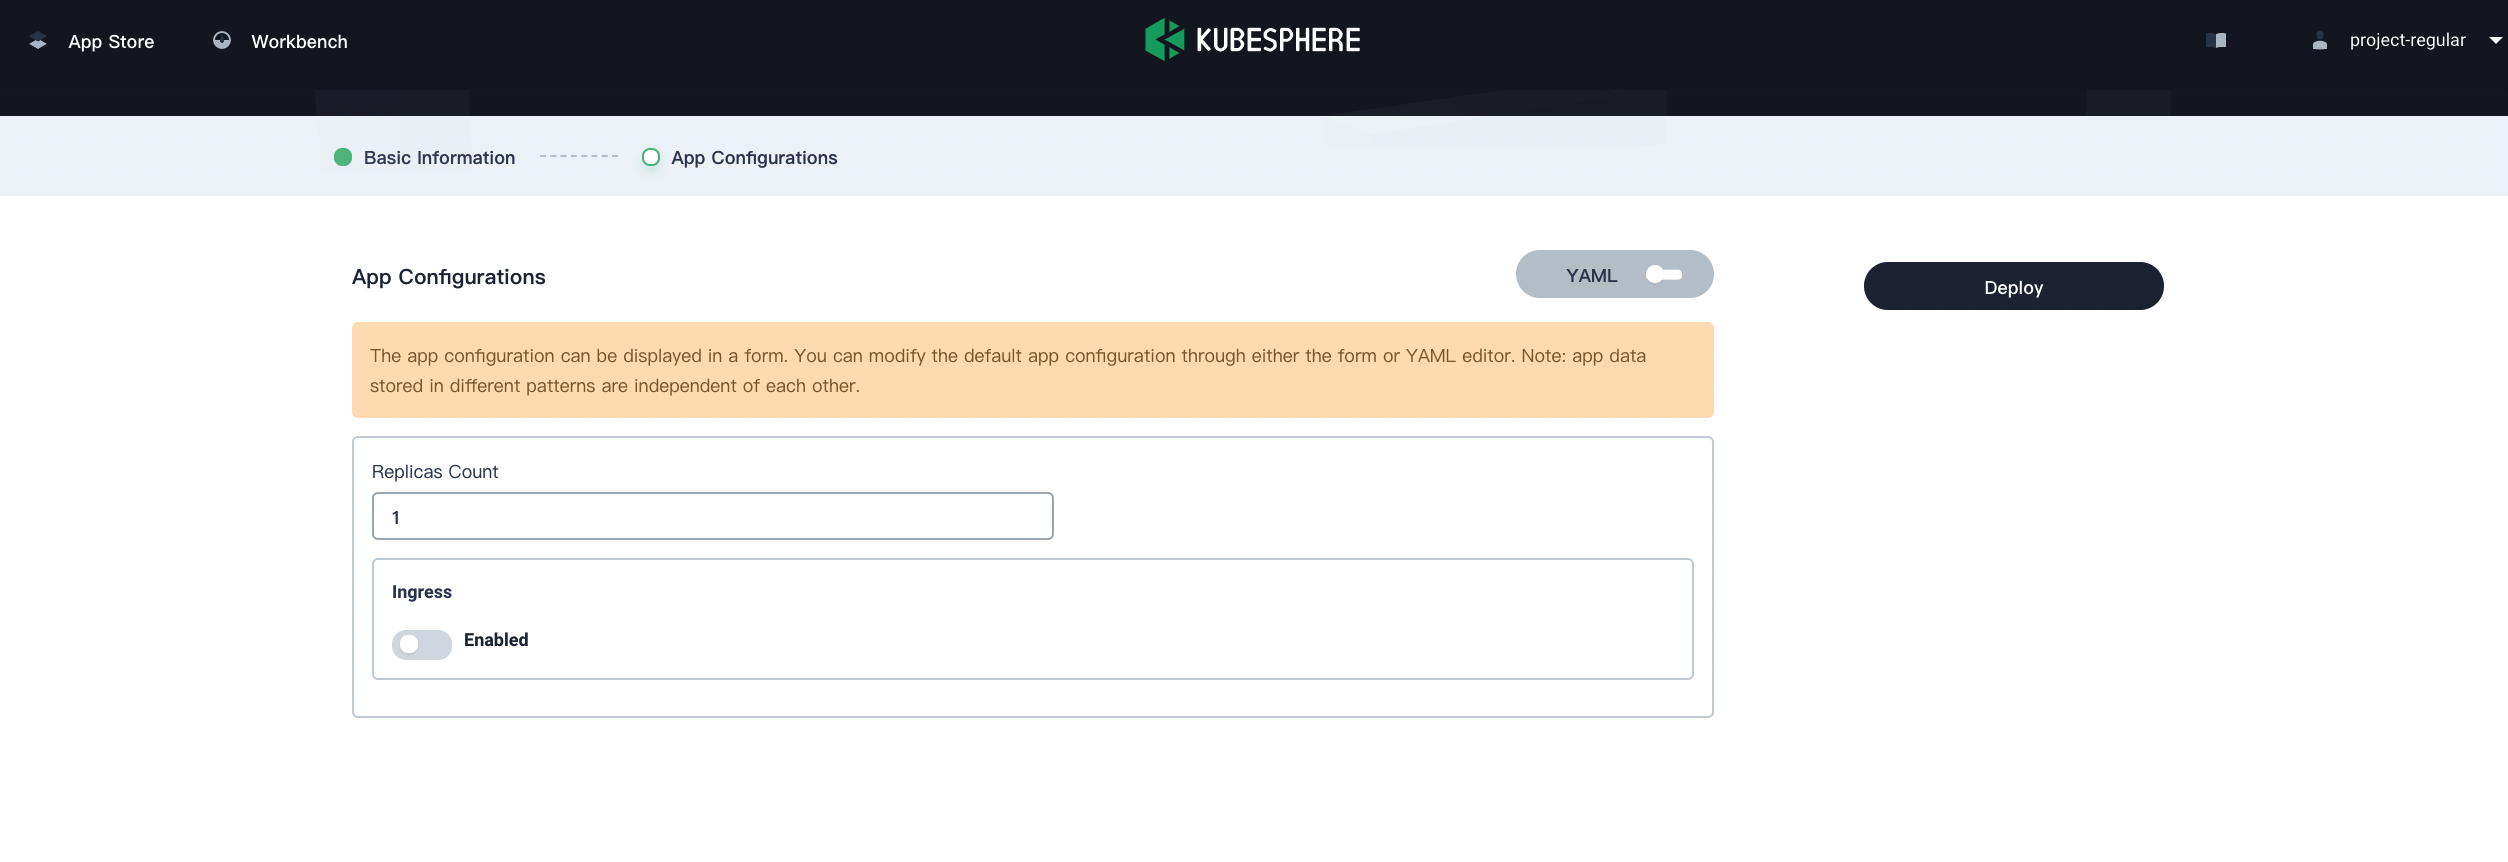 App Store
Workbench
KUBESPHERE
project-regular
Basic Information
App Configurations
App Configurations
YAML
Deploy
The app configuration can be displayed in a form. You can modify the default app configuration through either the form or YAML editor. Note: app data
stored in different patterns are independent of each other.
Replicas Count
1
Ingress
Enabled